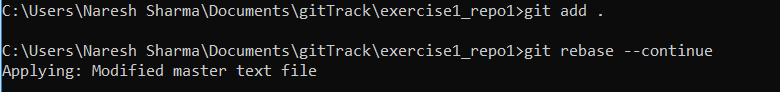 C:\Users\Naresh Sharma\Documents\gitTrack\exercise1_repo1>git add .
C:\Users\Naresh Sharma\Documents\gitTrack\exercise1_repo1>git rebase --continue
Applying: Modified master text file